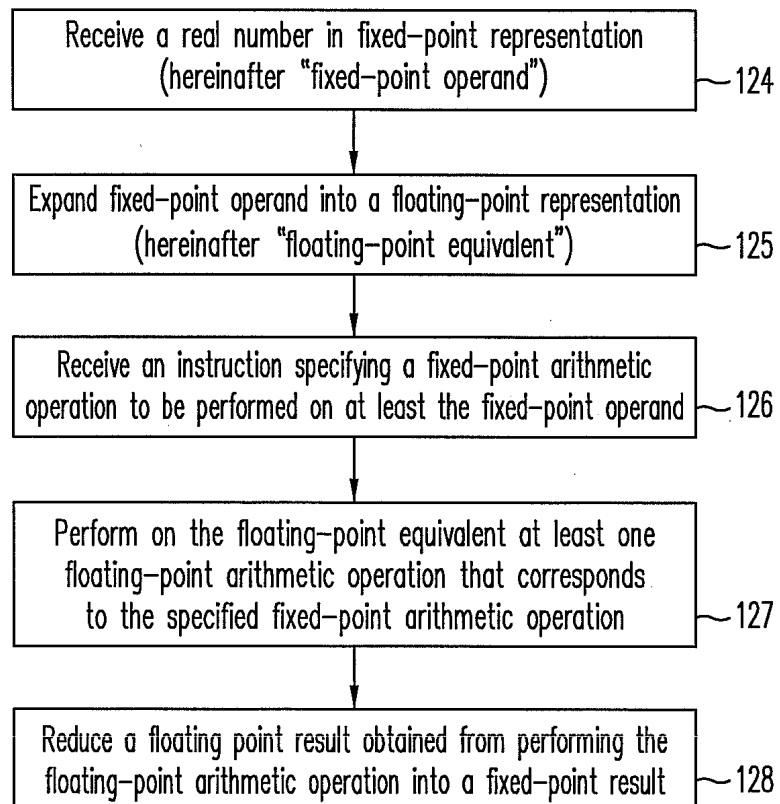 Receive a real number in fixed-point representation
(hereinafter "fixed-point operand")
124
Expand fixed-point operand into a floating-point representation
(hereinafter "floating-point equivalent")
125
Receive an instruction specifying a fixed-point arithmetic
operation to be performed on at least the fixed-point operand
126
Perform on the floating-point equivalent at least one
floating-point arithmetic operation that corresponds
to the specified fixed-point arithmetic operation
127
Reduce a floating point result obtained from performing the
floating-point arithmetic operation into a fixed-point result
128